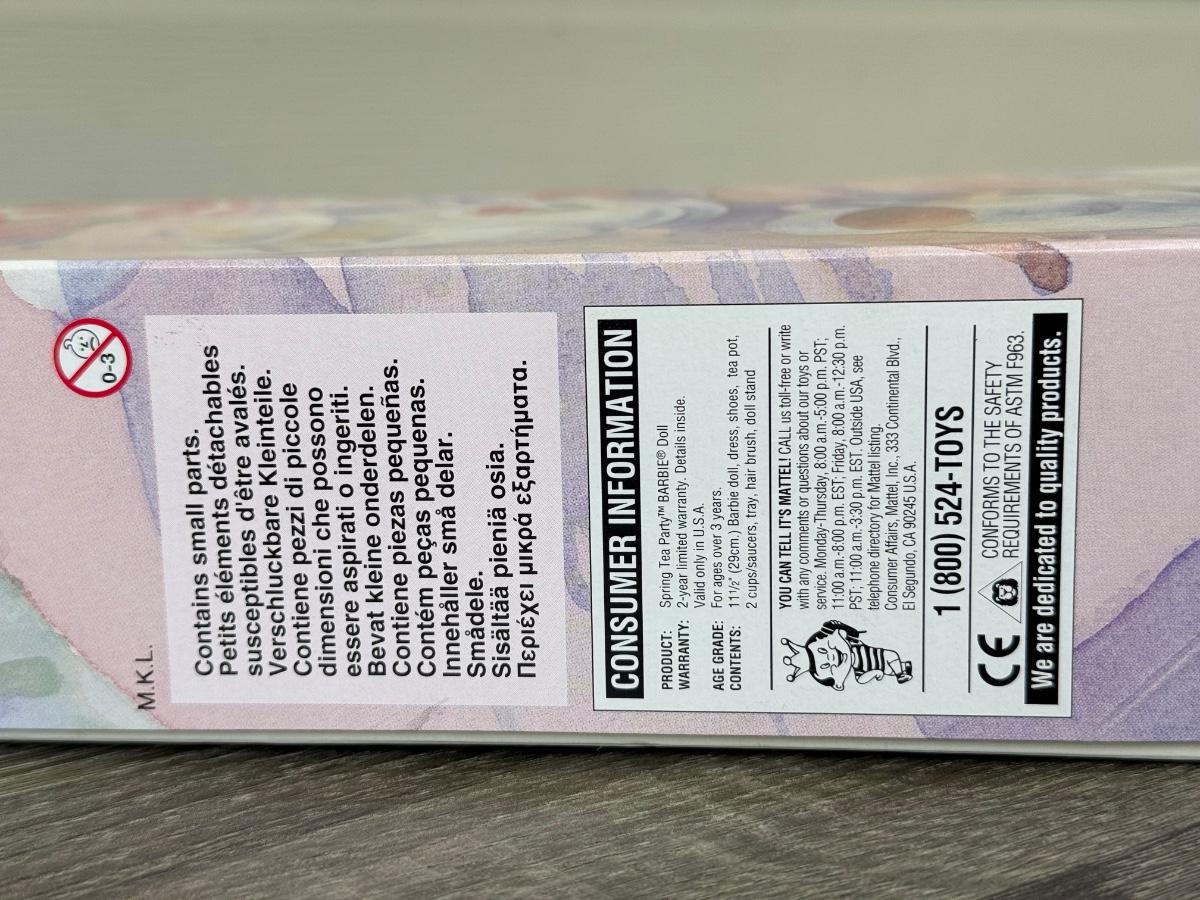 0-3
M.K.L.
Contains small parts.
Petits éléments détachables
susceptibles d'être avalés.
Verschluckbare Kleinteile.
Contiene pezzi di piccole
dimensioni che possono
essere aspirati o ingeriti.
Bevat kleine onderdelen.
Contiene piezas pequeñas.
Contém peças pequenas.
Innehåller små delar.
Smådele.
Sisältää pieniä osia.
Περιέχει μικρά εξαρτήματα.
CONSUMER INFORMATION
PRODUCT: Spring Tea Party™ BARBIE® Doll
WARRANTY: 2-year limited warranty. Details inside.
Valid only in U.S.A.
AGE GRADE: For ages over 3 years.
CONTENTS: 11½" (29cm.) Barbie doll, dress, shoes, tea pot,
2 cups/saucers, tray, hair brush, doll stand
YOU CAN TELL IT'S MATTEL! CALL us toll-free or write
with any comments or questions about our toys or
service. Monday-Thursday, 8:00 a.m.-5:00 p.m. PST;
11:00 a.m.-8:00 p.m. EST; Friday, 8:00 a.m.-12:30 p.m.
PST; 11:00 a.m.-3:30 p.m. EST. Outside USA, see
telephone directory for Mattel listing.
Consumer Affairs, Mattel, Inc., 333 Continental Blvd.,
El Segundo, CA 90245 U.S.A.
1 (800) 524-TOYS
CE CONFORMS TO THE SAFETY
REQUIREMENTS OF ASTM F963.
We are dedicated to quality products.